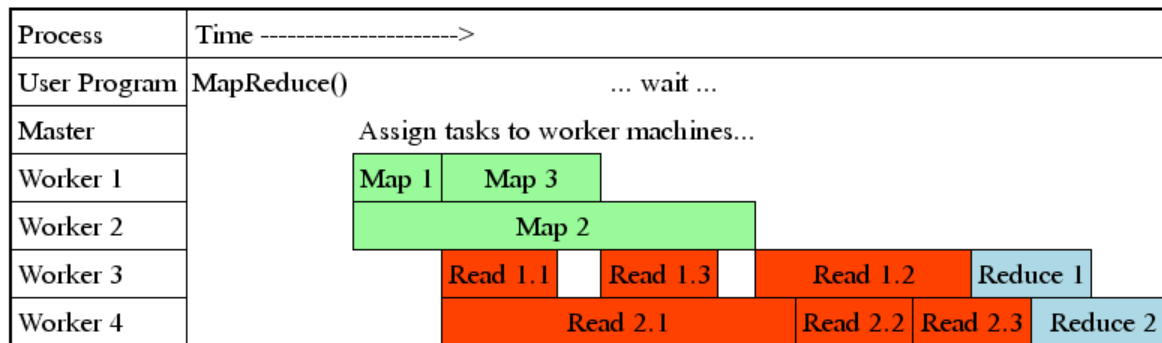 Process Time ---------------------->
User Program MapReduce() ... wait ...
Master Assign tasks to worker machines...
Worker 1 Map 1 Map 3
Worker 2 Map 2
Worker 3 Read 1.1 Read 1.3 Read 1.2 Reduce 1
Worker 4 Read 2.1 Read 2.2 Read 2.3 Reduce 2